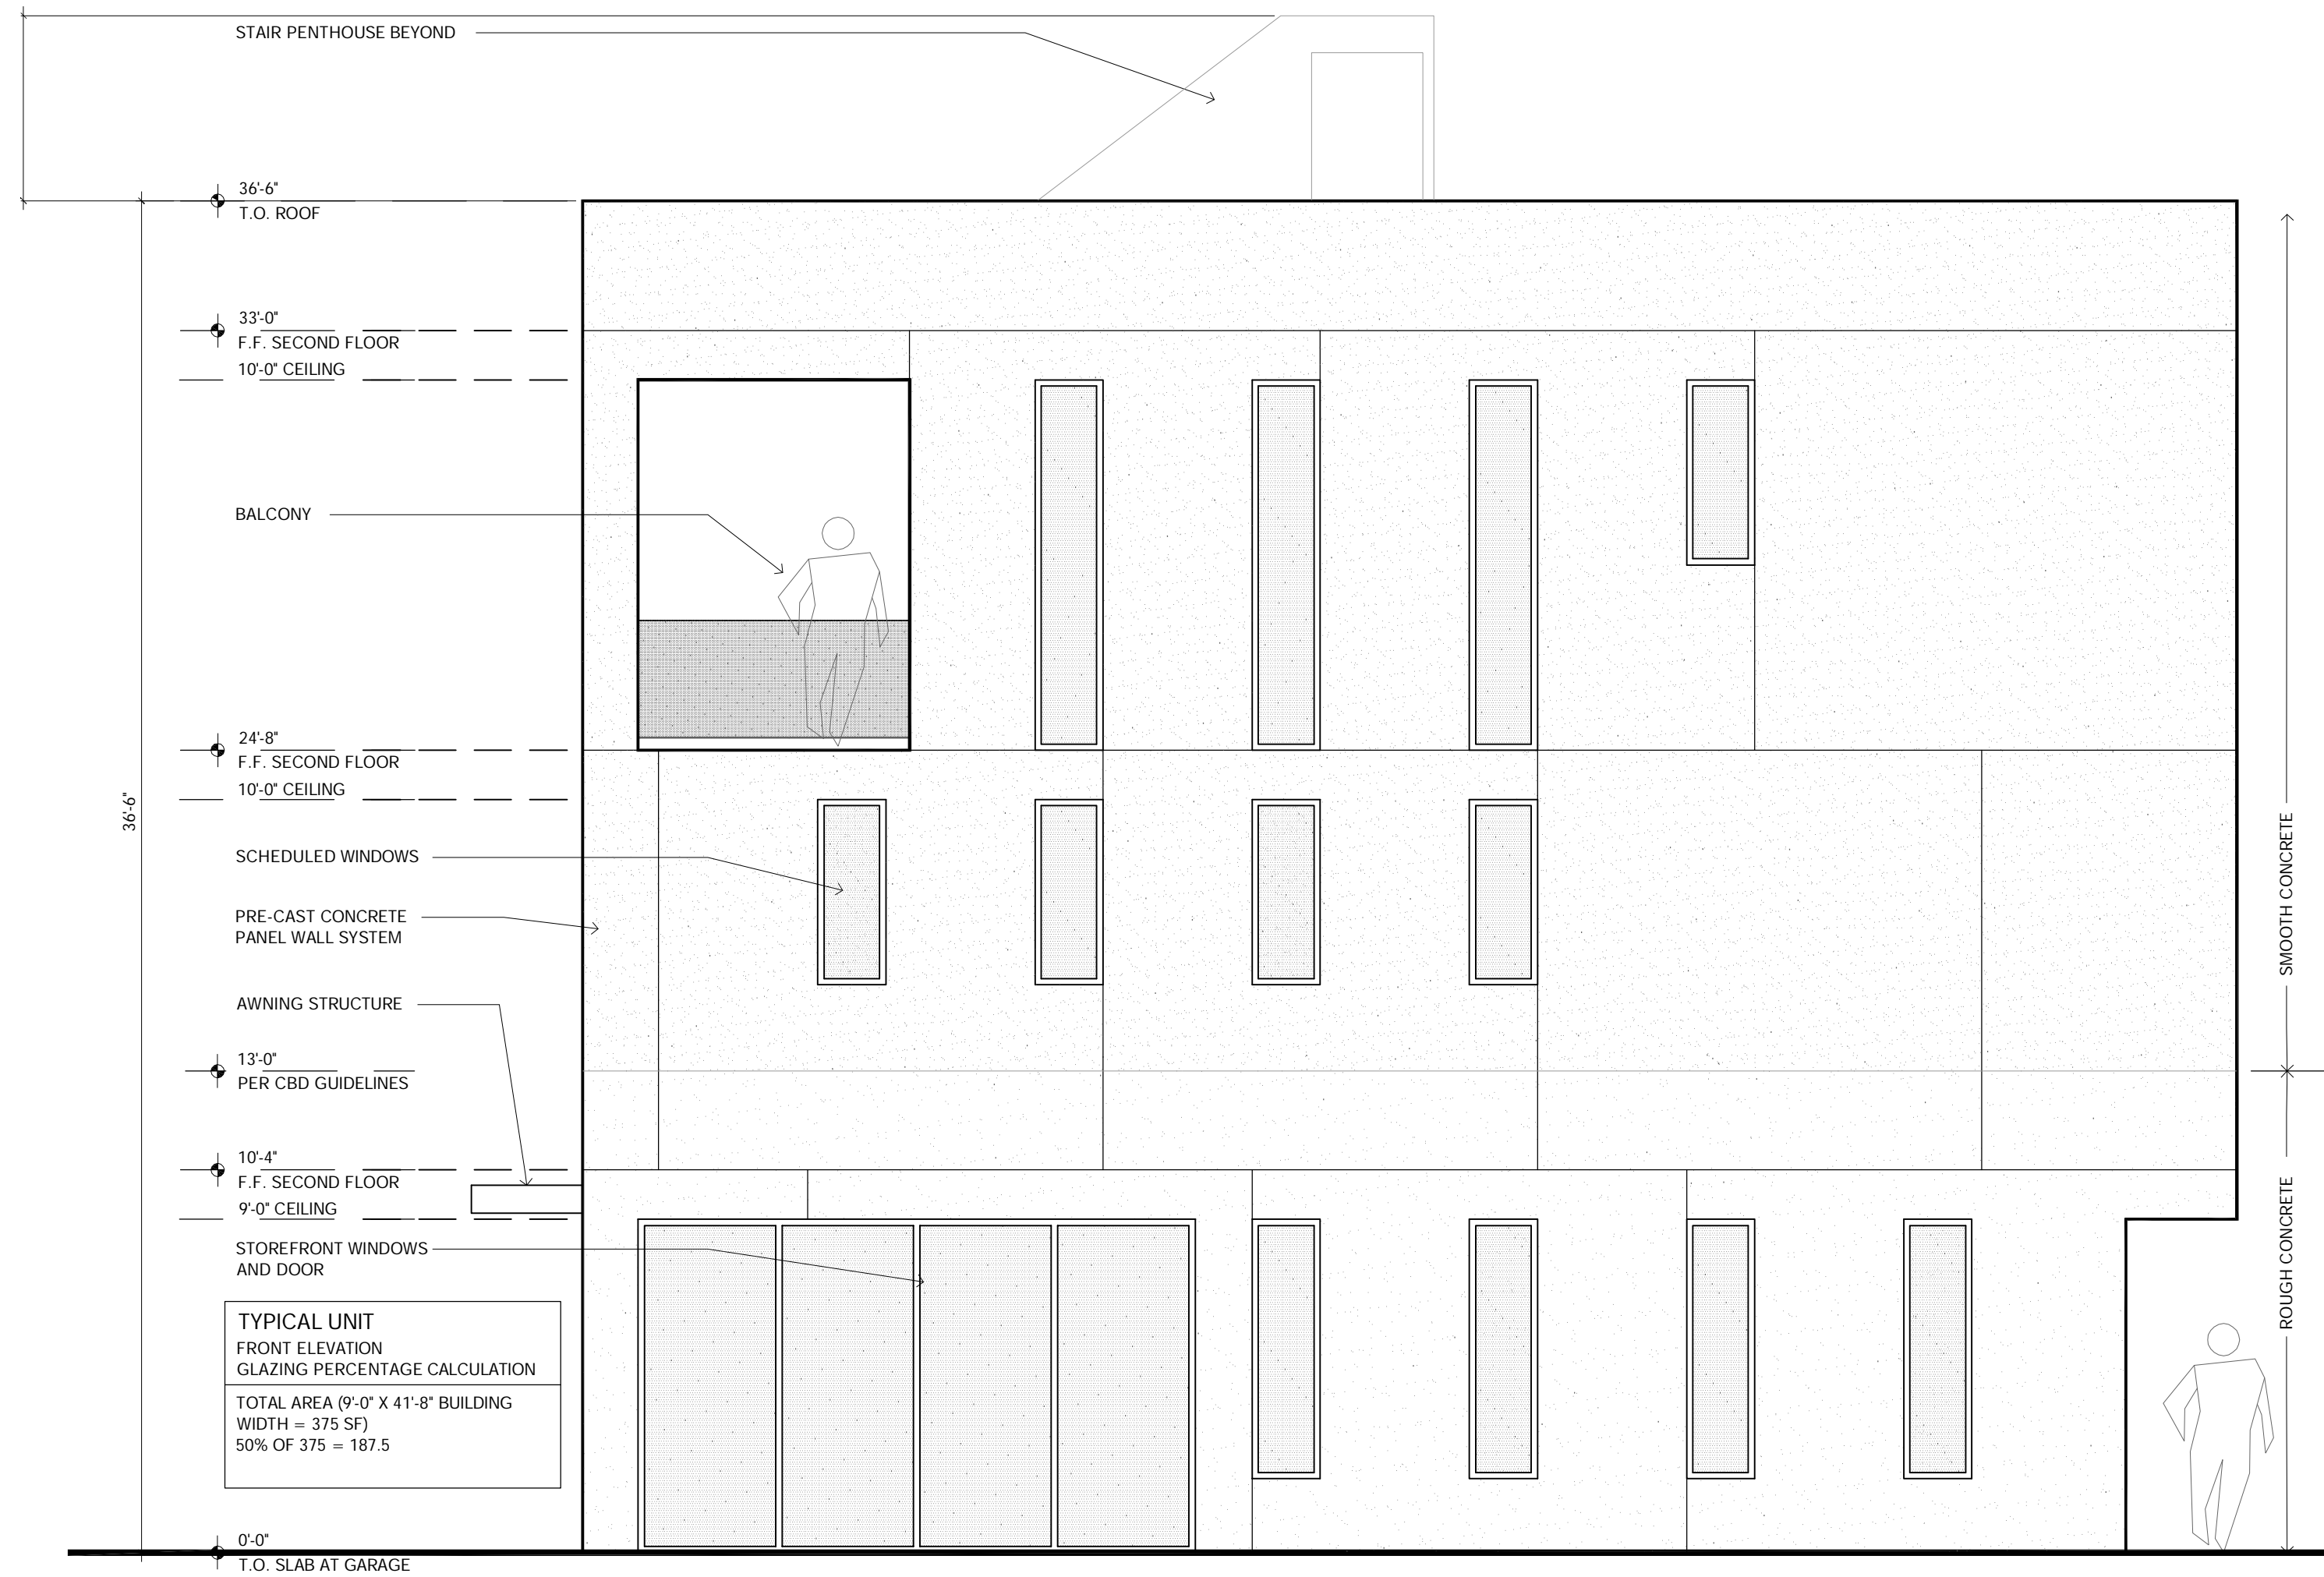 STAIR PENTHOUSE BEYOND
36'-6"
T.O. ROOF
33'-0"
F.F. SECOND FLOOR
10'-0" CEILING
BALCONY
24'-8"
F.F. SECOND FLOOR
10'-0" CEILING
36'-6"
SCHEDULED WINDOWS
PRE-CAST CONCRETE
PANEL WALL SYSTEM
SMOOTH CONCRETE
AWNING STRUCTURE
13'-0"
PER CBD GUIDELINES
10'-4"
F.F. SECOND FLOOR
9'-0" CEILING
ROUGH CONCRETE
STOREFRONT WINDOWS
AND DOOR
TYPICAL UNIT
FRONT ELEVATION
GLAZING PERCENTAGE CALCULATION
TOTAL AREA (9'-0" X 41'-8" BUILDING
WIDTH = 375 SF)
50% OF 375 = 187.5
0'-0"
T.O. SLAB AT GARAGE